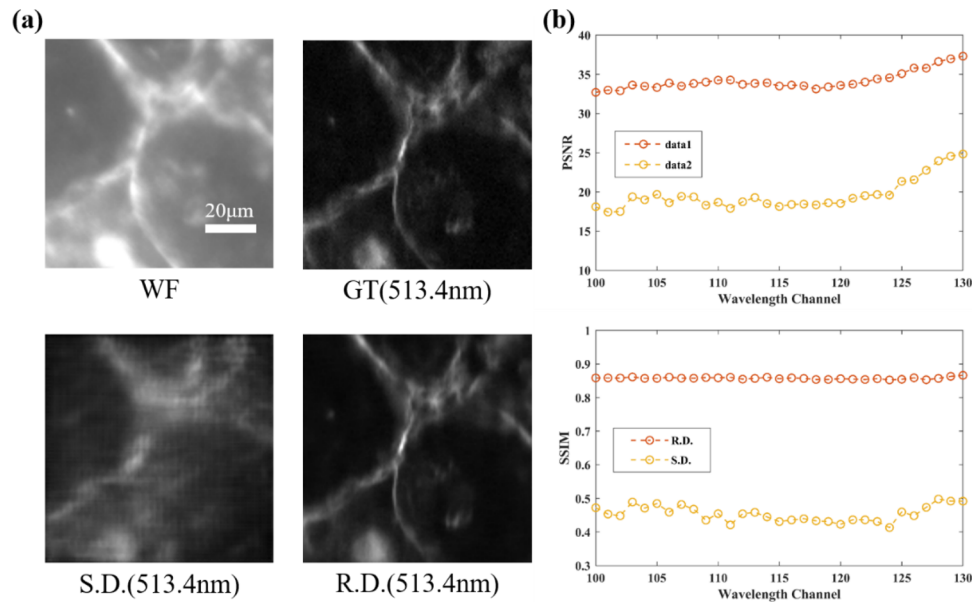 (a)
20μm
WF
GT(513.4nm)
S.D.(513.4nm)
R.D.(513.4nm)
(b)
40
35
30
25
20
15
10
PSNR
data1
data2
100 105 110 115 120 125 130
Wavelength Channel
1
0.9
0.8
0.7
0.6
0.5
0.4
0.3
SSIM
R.D.
S.D.
100 105 110 115 120 125 130
Wavelength Channel